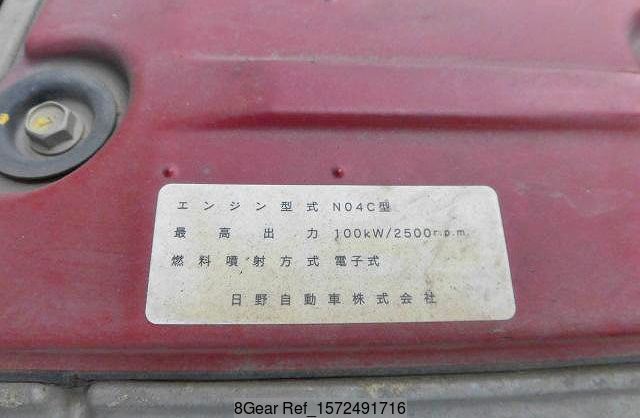 エンジン型式 N04C型
最高出力 100kW/2500r.p.m.
燃料噴射方式 電子式
日野自動車株式会社
8Gear Ref_1572491716